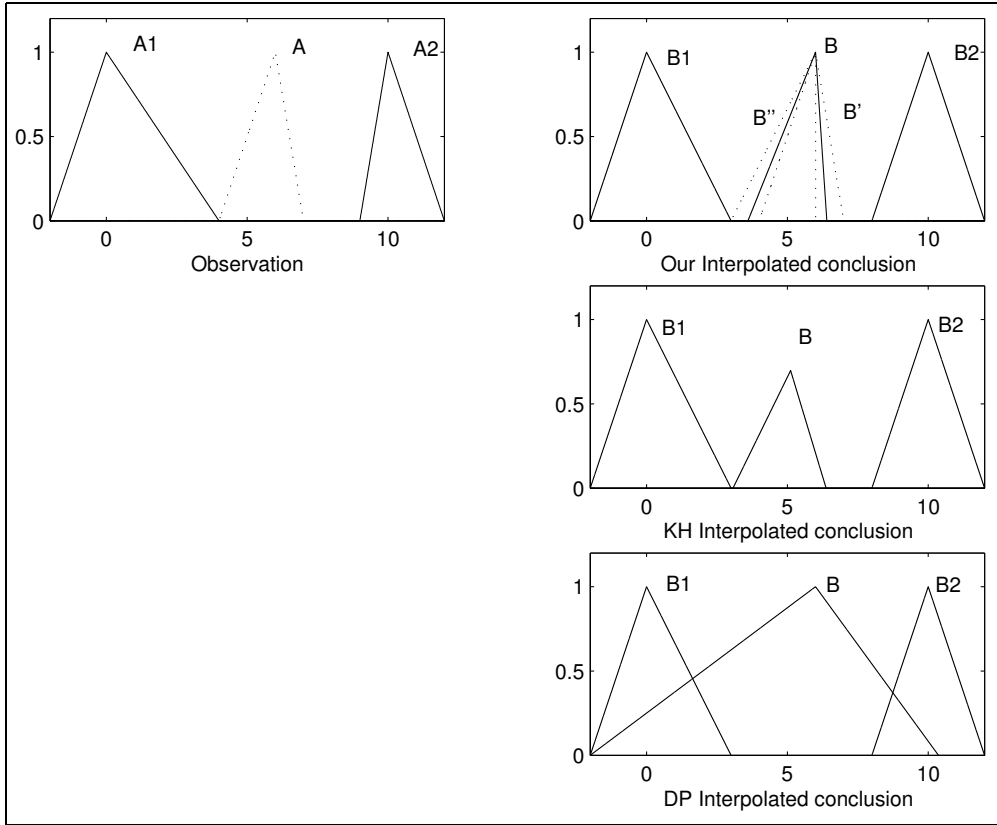 A1 A A2
1
0.5
0
0 5 10
Observation
B1 B B2
B'' B'
1
0.5
0
0 5 10
Our Interpolated conclusion
B1 B B2
1
0.5
0
0 5 10
KH Interpolated conclusion
B1 B B2
1
0.5
0
0 5 10
DP Interpolated conclusion